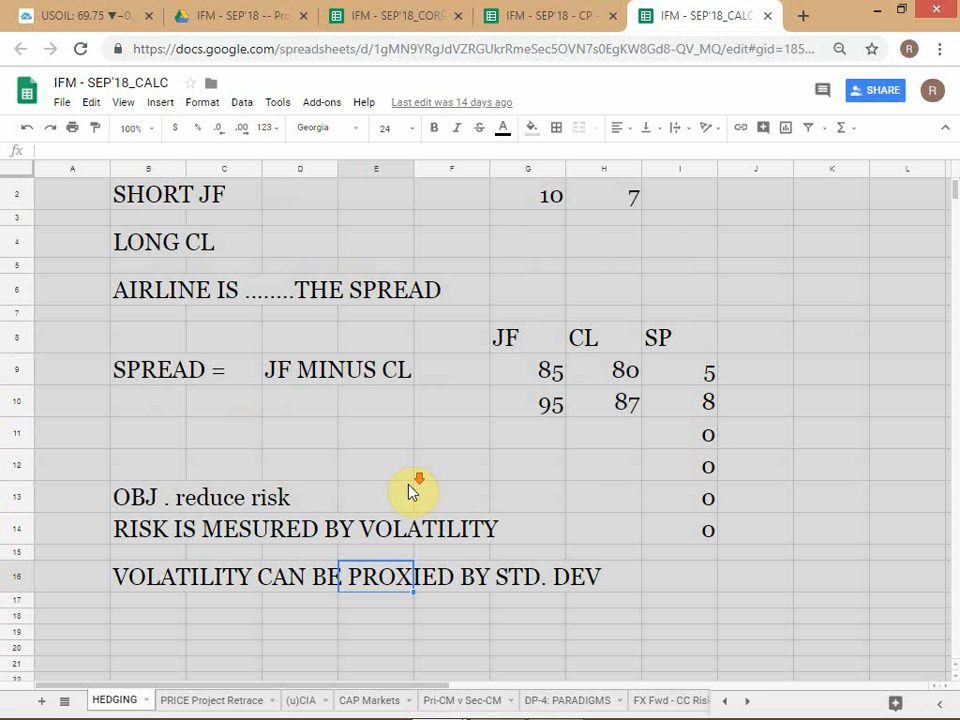 USOIL: 69.75 ▼−0.
IFM - SEP'18 -- Pro
IFM - SEP'18_CORE
IFM - SEP'18 - CP -
IFM - SEP'18_CALC
https://docs.google.com/spreadsheets/d/1gMN9YRgJdVZRGUkrRmeSec5OVN7s0EgKW8Gd8-QV_MQ/edit#gid=185...
R
IFM - SEP'18_CALC
File Edit View Insert Format Data Tools Add-ons Help Last edit was 14 days ago
SHARE
R
100% $ % .0 .00 123 Georgia 24 B I S A Σ
fx
A B C D E F G H I J K L
2 SHORT JF 10 7
3
4 LONG CL
5
6 AIRLINE IS ........THE SPREAD
7
8 JF CL SP
9 SPREAD = JF MINUS CL 85 80 5
10 95 87 8
11 0
12 0
13 OBJ . reduce risk 0
14 RISK IS MESURED BY VOLATILITY 0
15
16 VOLATILITY CAN BE PROXIED BY STD. DEV
17
18
19
20
21
22
HEDGING PRICE Project Retrace (u)CIA CAP Markets Pri-CM v Sec-CM DP-4: PARADIGMS FX Fwd - CC Ris